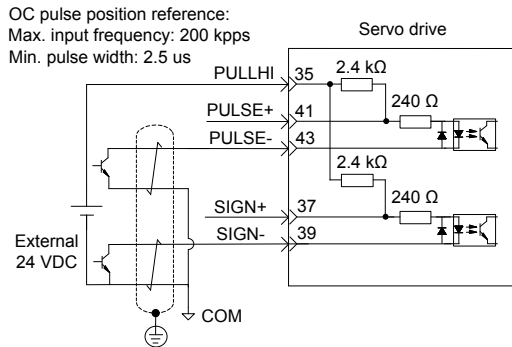 OC pulse position reference:
Max. input frequency: 200 kpps
Min. pulse width: 2.5 us
Servo drive
PULLHI 35 2.4 kΩ
PULSE+ 41 240 Ω
PULSE- 43
2.4 kΩ
SIGN+ 37 240 Ω
SIGN- 39
External
24 VDC
COM